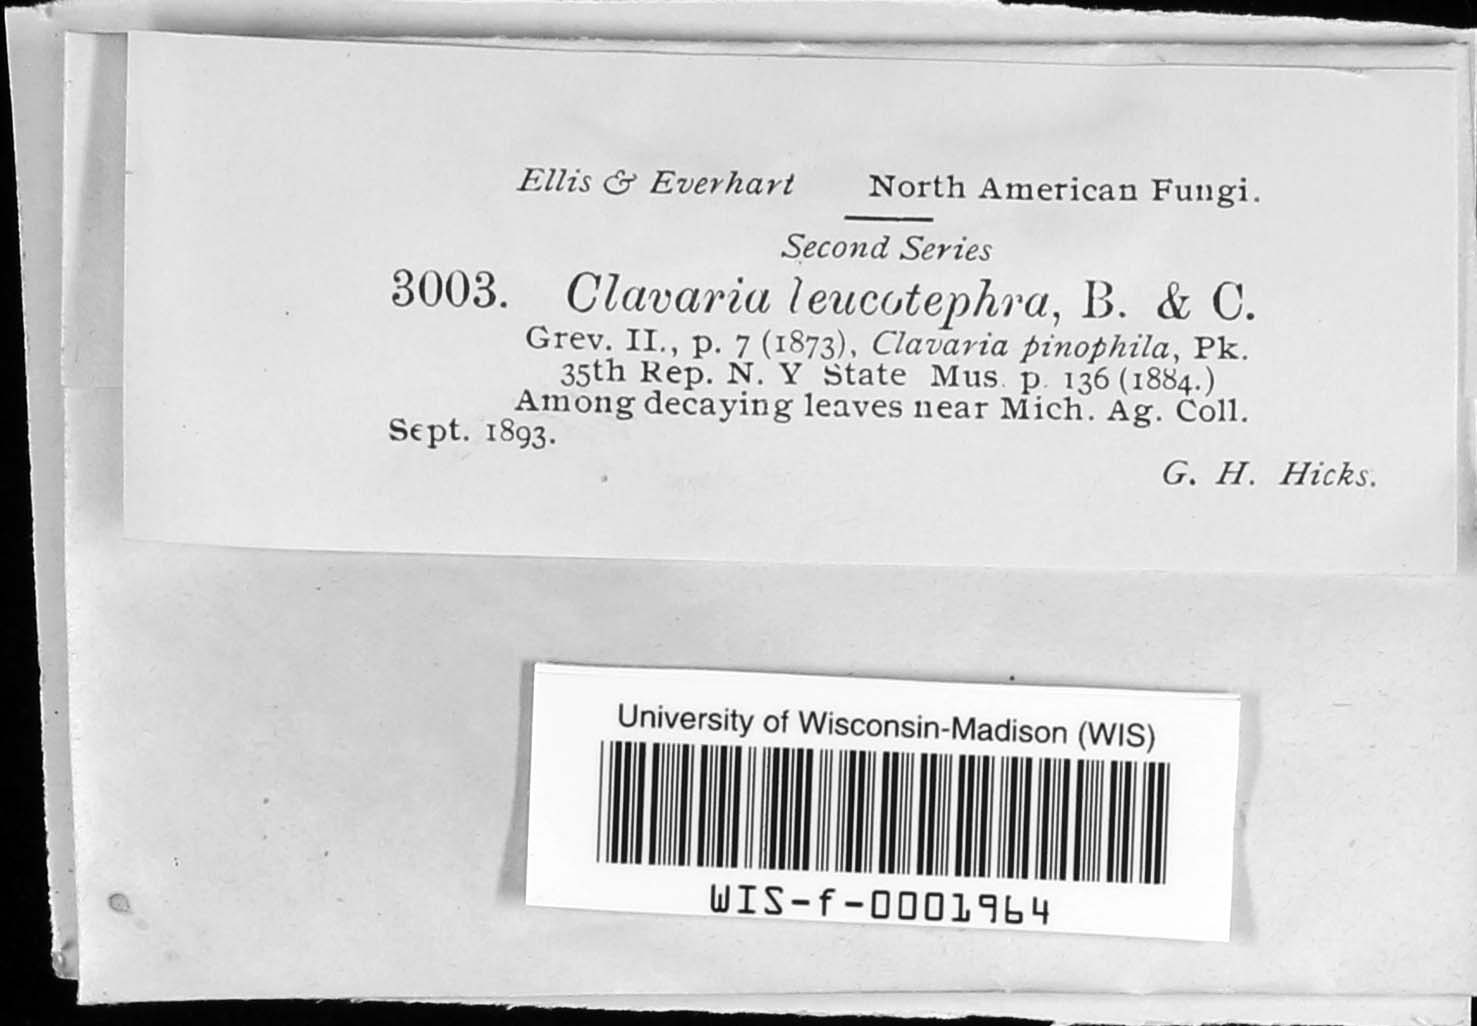 Ellis & Everhart North American Fungi.
Second Series
3003. Clavaria leucotephra, B. & C.
Grev. II., p. 7 (1873), Clavaria pinophila, Pk.
35th Rep. N. Y State Mus. p. 136 (1884.)
Among decaying leaves near Mich. Ag. Coll.
Sept. 1893.
G. H. Hicks.
University of Wisconsin-Madison (WIS)
WIS-f-0001964